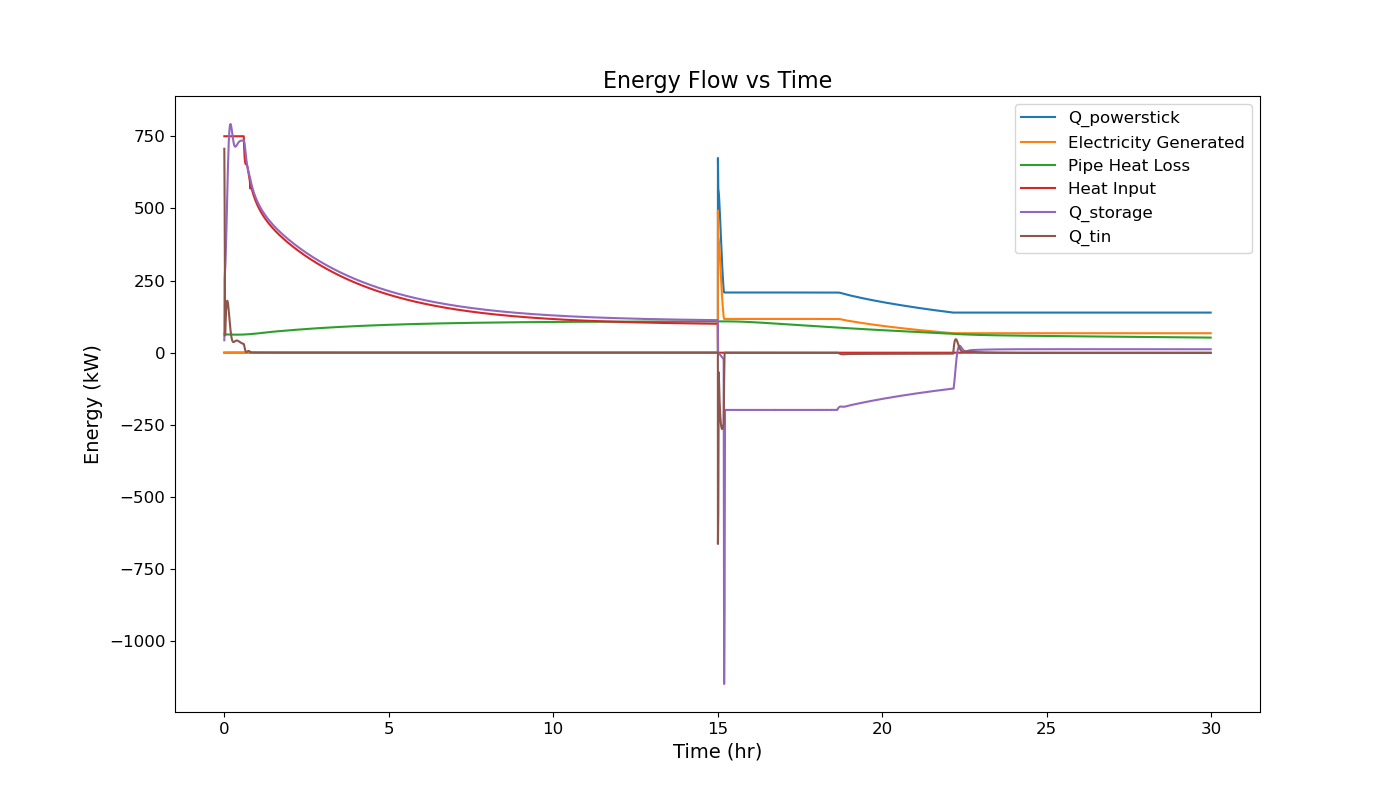 Energy Flow vs Time
Energy (kW)
750
500
250
0
−250
−500
−750
−1000
Q_powerstick
Electricity Generated
Pipe Heat Loss
Heat Input
Q_storage
Q_tin
0 5 10 15 20 25 30
Time (hr)